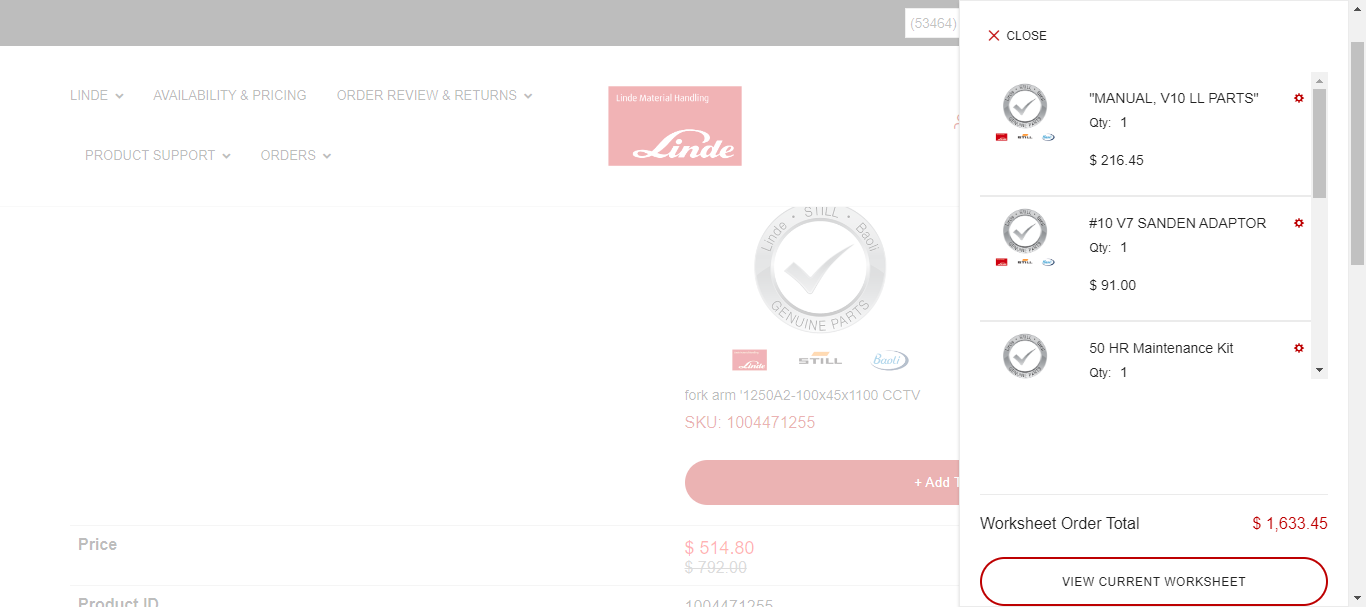 (53464)
LINDE
AVAILABILITY & PRICING
ORDER REVIEW & RETURNS
PRODUCT SUPPORT
ORDERS
Linde Material Handling
Linde
Linde · STILL · Baoli
GENUINE PARTS
Linde
STILL
Baoli
fork arm '1250A2-100x45x1100 CCTV
SKU: 1004471255
+ Add
Price
$ 514.80
$ 792.00
Product ID
1004471255
CLOSE
"MANUAL, V10 LL PARTS"
Qty: 1
$ 216.45
#10 V7 SANDEN ADAPTOR
Qty: 1
$ 91.00
50 HR Maintenance Kit
Qty: 1
Worksheet Order Total
$ 1,633.45
VIEW CURRENT WORKSHEET